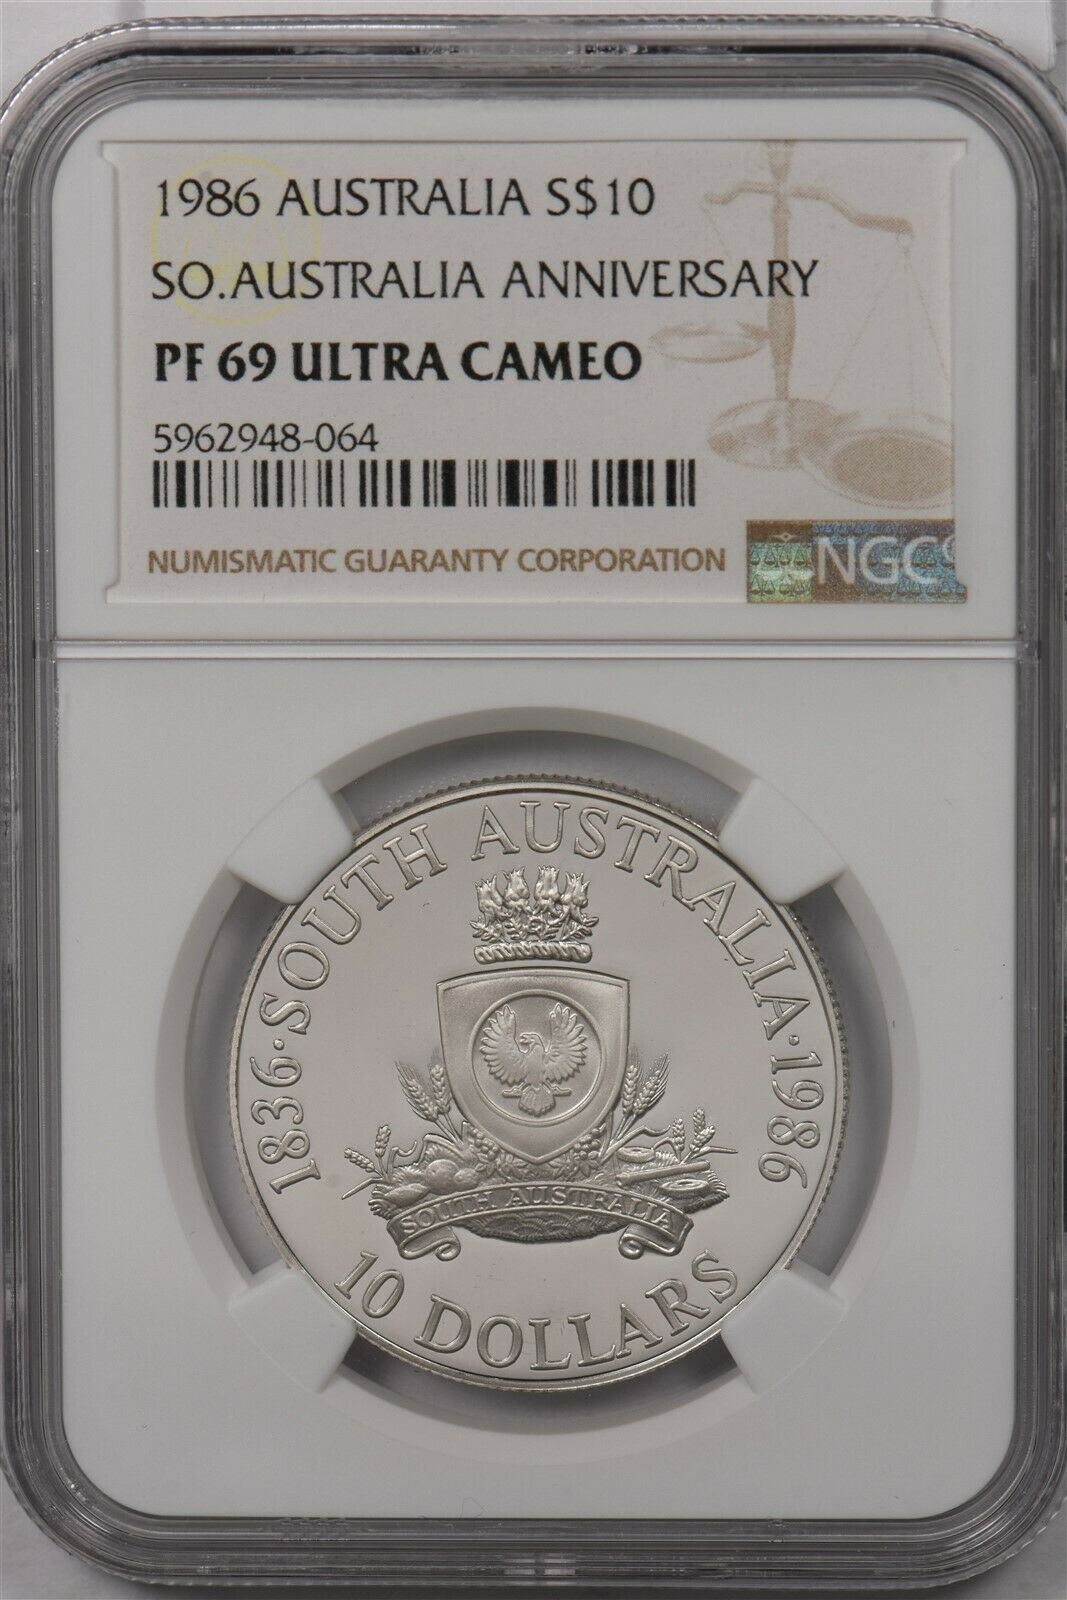 1986 AUSTRALIA S$10
SO.AUSTRALIA ANNIVERSARY
PF 69 ULTRA CAMEO
5962948-064
NUMISMATIC GUARANTY CORPORATION
NGC
1836·SOUTH AUSTRALIA·1986
SOUTH AUSTRALIA
10 DOLLARS